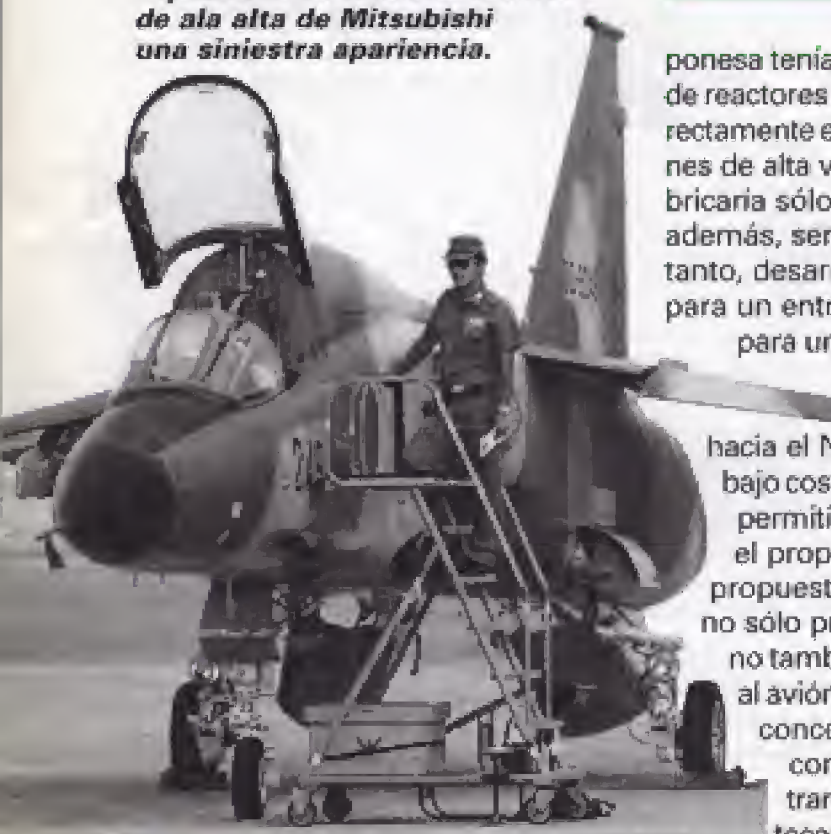 de ala alta de Mitsubishi
una siniestra apariencia.
ponesa tenía
de reactores
rectamente e
nes de alta v
bricaria sólo
además, ser
tanto, desarr
para un entr
para un
hacia el N
bajo cos
permití
el prop
propuest
no sólo pr
no tamb
al avión
conce
con
tran